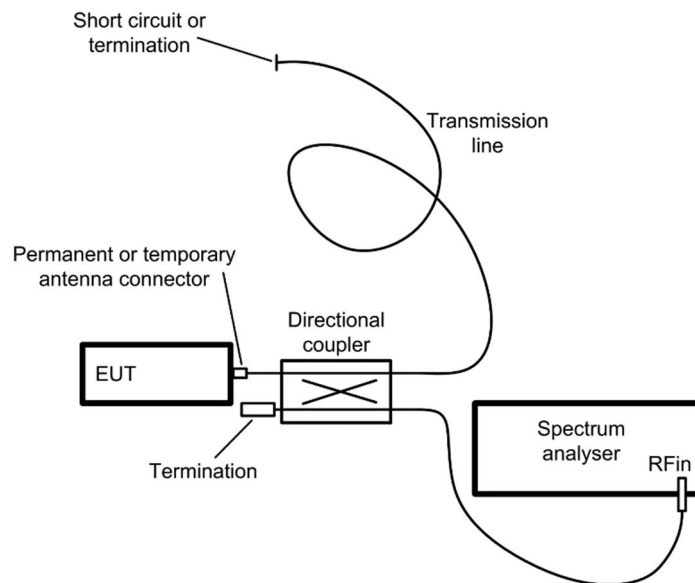 Short circuit or
termination
Transmission
line
Permanent or temporary
antenna connector
Directional
coupler
EUT
Termination
Spectrum
analyser
RFin